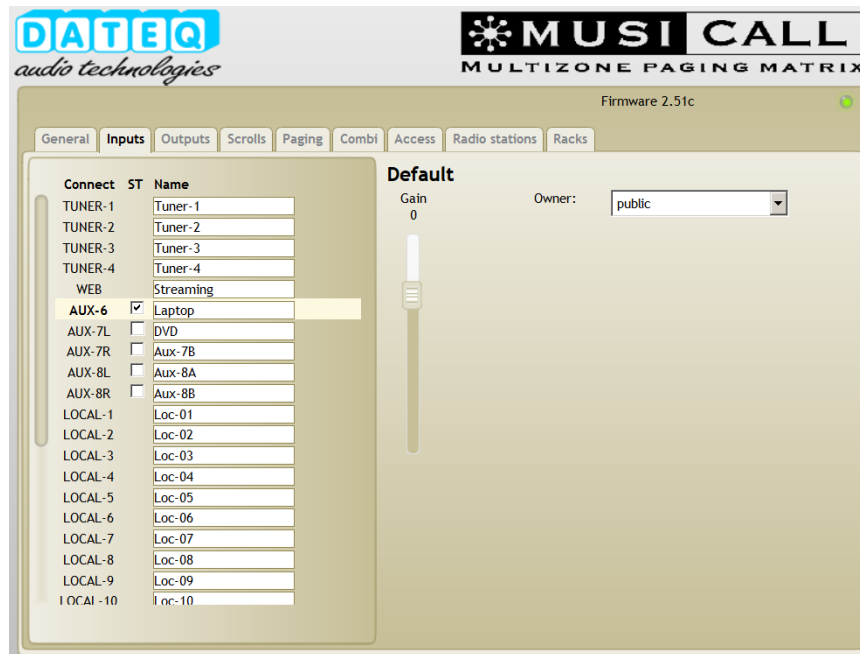 DATEQ
audio technologies
MUSI CALL
MULTIZONE PAGING MATRIX
Firmware 2.51c
General Inputs Outputs Scrolls Paging Combi Access Radio stations Racks
Connect ST Name
TUNER-1 Tuner-1
TUNER-2 Tuner-2
TUNER-3 Tuner-3
TUNER-4 Tuner-4
WEB Streaming
AUX-6 Laptop
AUX-7L DVD
AUX-7R Aux-7B
AUX-8L Aux-8A
AUX-8R Aux-8B
LOCAL-1 Loc-01
LOCAL-2 Loc-02
LOCAL-3 Loc-03
LOCAL-4 Loc-04
LOCAL-5 Loc-05
LOCAL-6 Loc-06
LOCAL-7 Loc-07
LOCAL-8 Loc-08
LOCAL-9 Loc-09
LOCAL-10 Loc-10
Default
Gain
0
Owner: public